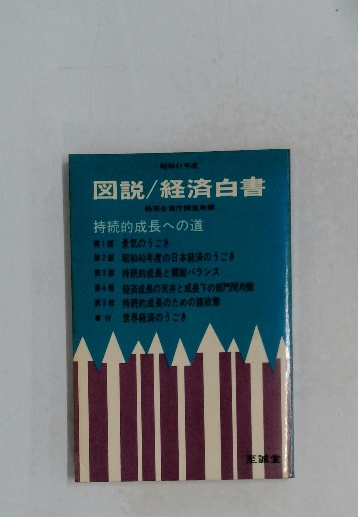 昭和41年度
図説/経済白書
経済企画庁調査局編
持続的成長への道
第1部 景気のうごき
第2部 昭和40年度の日本経済のうごき
第3部 持続的成長と需給バランス
第4部 経済成長の天井と成長下の部門間均衡
第5部 持続的成長のための諸政策
●付 世界経済のうごき
至誠堂